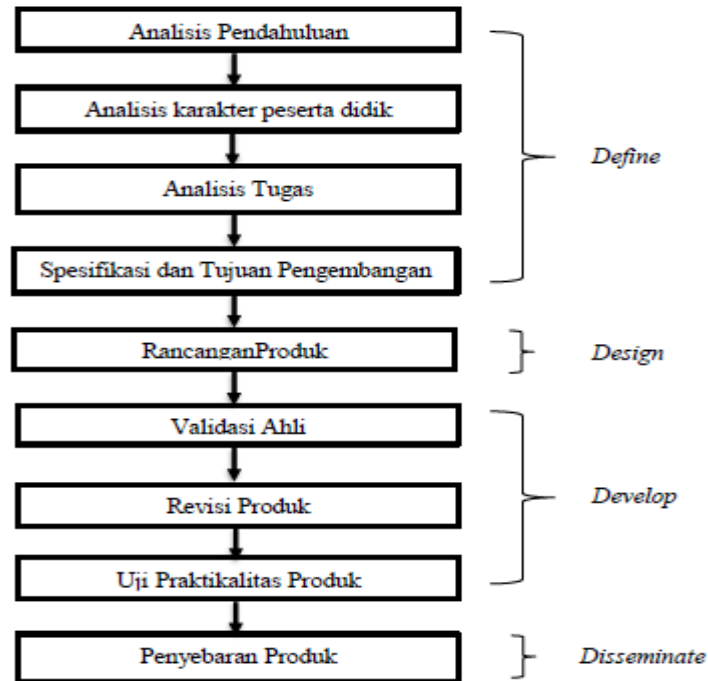 Analisis Pendahuluan
Analisis karakter peserta didik
Define
Analisis Tugas
Spesifikasi dan Tujuan Pengembangan
RancanganProduk
Design
Validasi Ahli
Revisi Produk
Develop
Uji Praktikalitas Produk
Penyebaran Produk
Disseminate